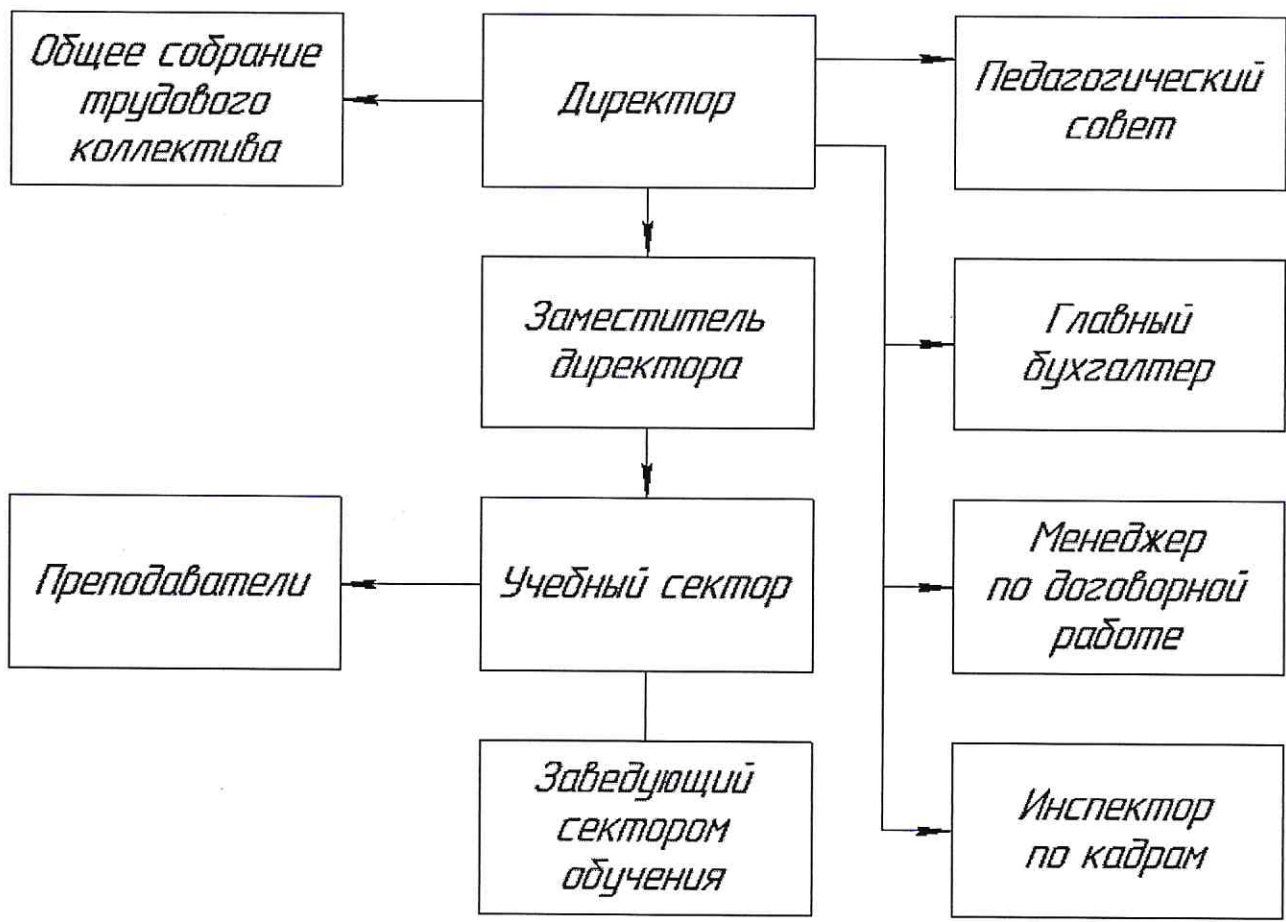 Общее собрание
трудового
коллектива
Директор
Педагогический
совет
Заместитель
директора
Главный
бухгалтер
Преподаватели
Учебный сектор
Менеджер
по договорной
работе
Заведующий
сектором
обучения
Инспектор
по кадрам